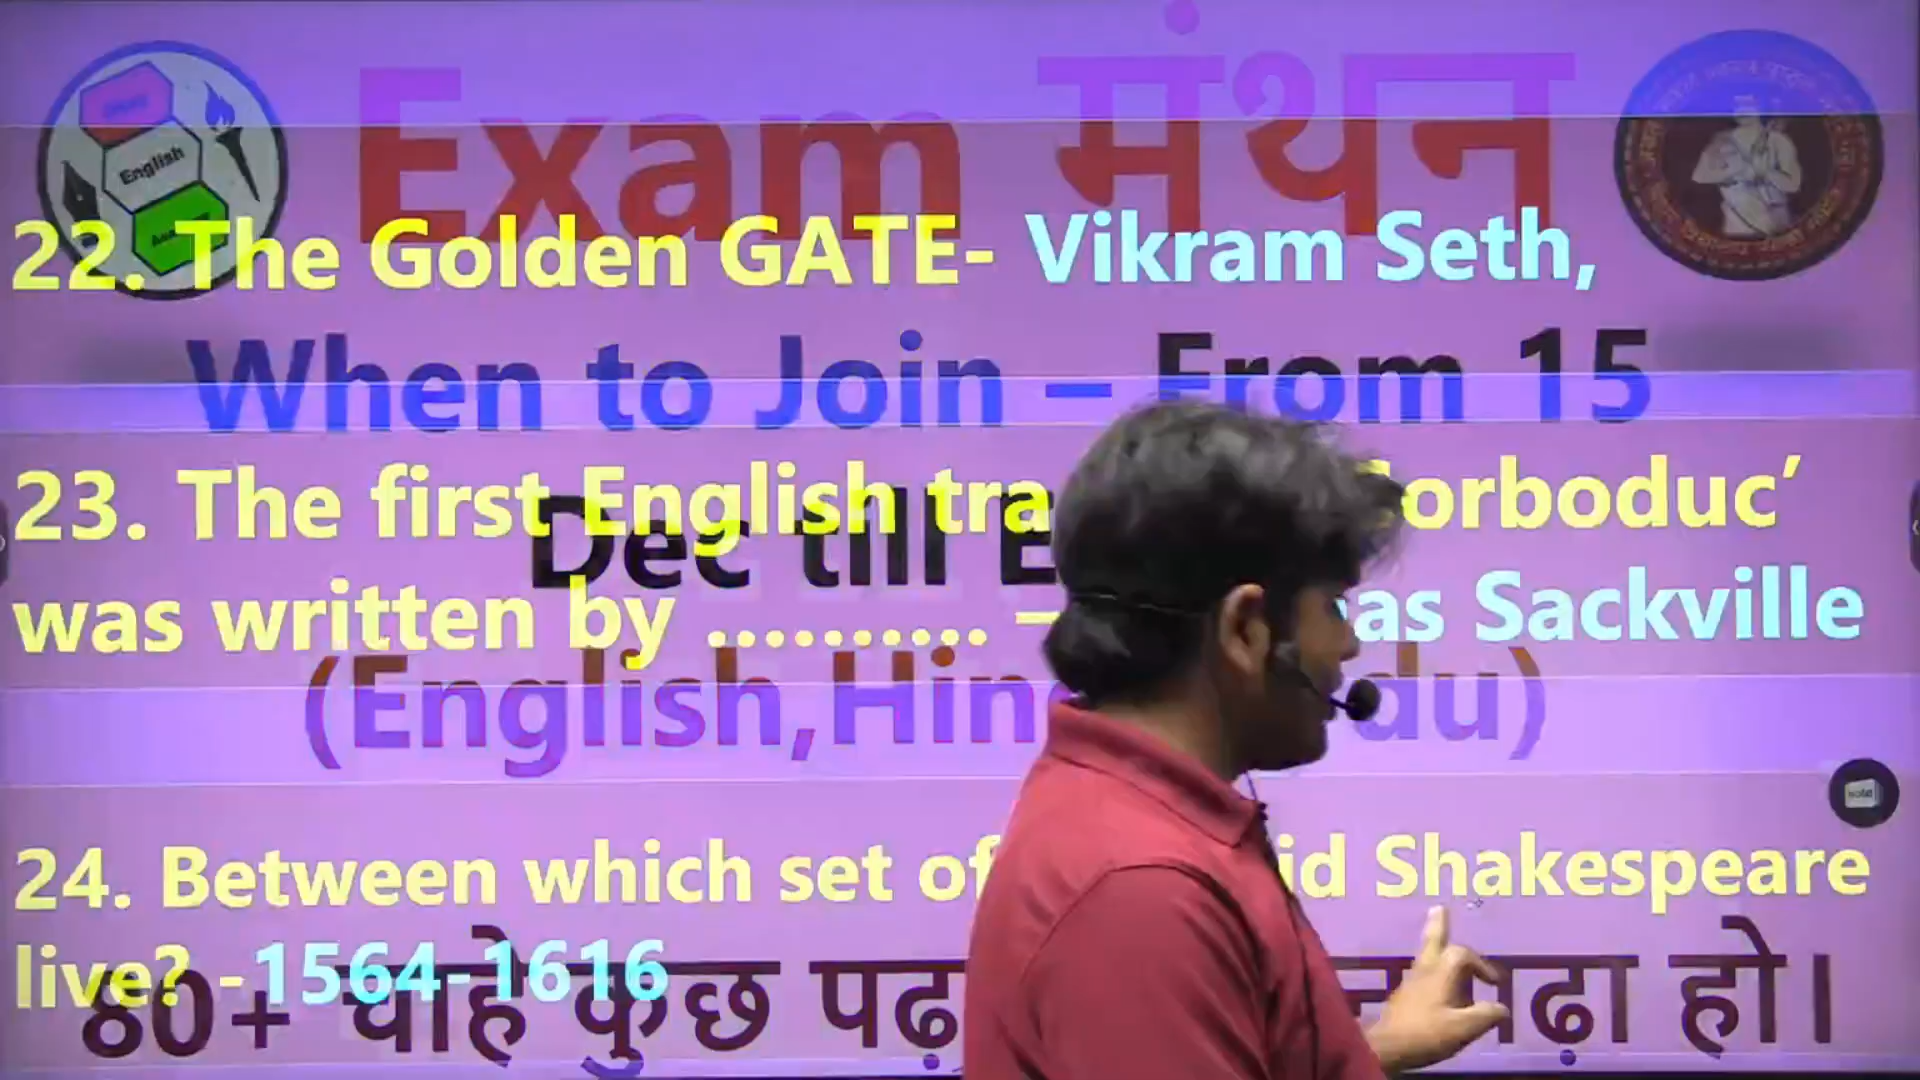 English
Exam मंथन
22. The Golden GATE- Vikram Seth,
When to Join – From 15
23. The first English tra orboduc’
Dec till E
was written by .......... – as Sackville
(English,Hin du)
24. Between which set of id Shakespeare
live? -1564-1616
80+ चाहे कुछ पढ़ न पढ़ा हो।